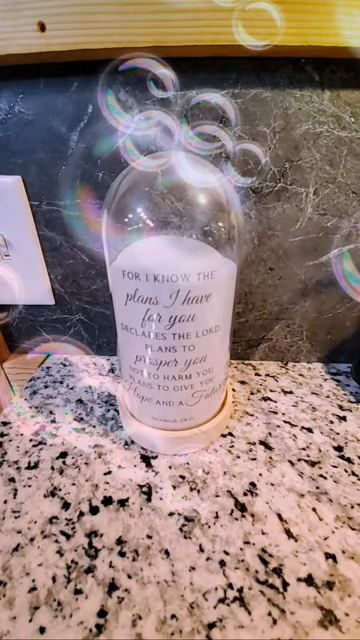 FOR I KNOW THE
plans I have
for you
DECLARES THE LORD
PLANS TO
prosper you
NOT TO HARM YOU
PLANS TO GIVE YOU
Hope AND A Future